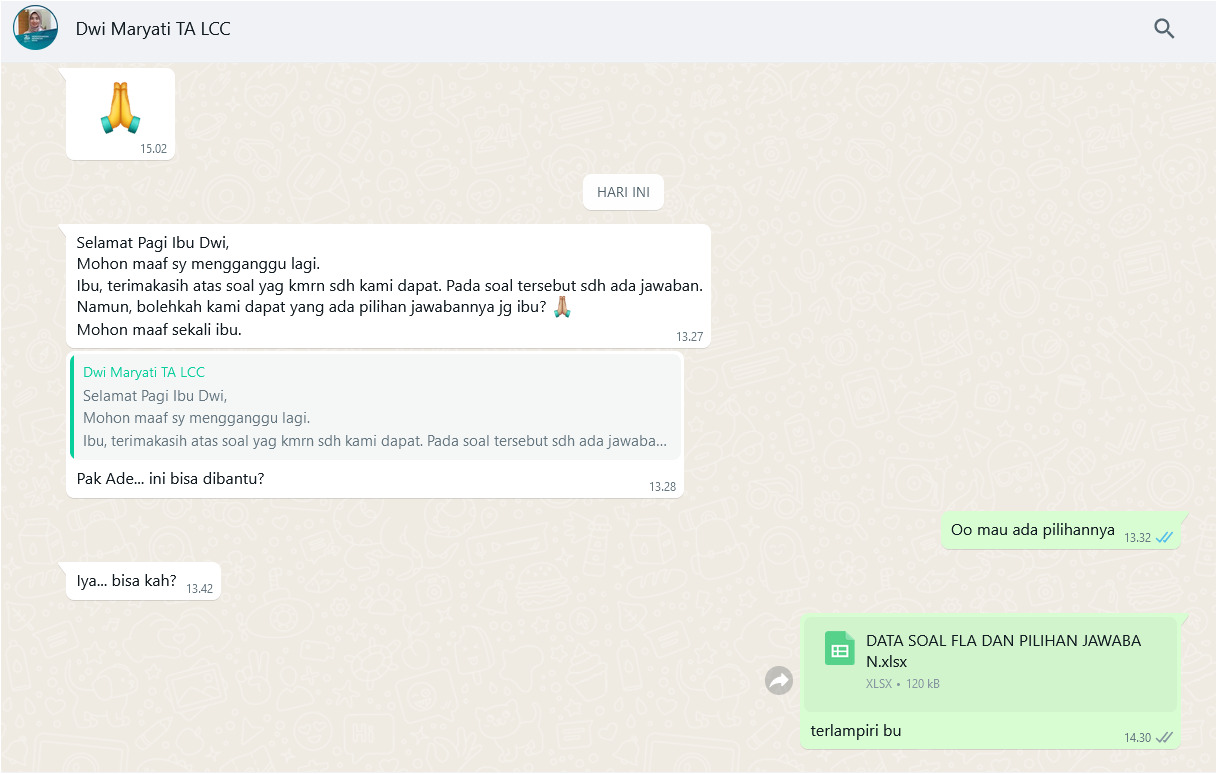 Dwi Maryati TA LCC
15.02
HARI INI
Selamat Pagi Ibu Dwi,
Mohon maaf sy mengganggu lagi.
Ibu, terimakasih atas soal yag kmrn sdh kami dapat. Pada soal tersebut sdh ada jawaban.
Namun, bolehkah kami dapat yang ada pilihan jawabannya jg ibu? 🙏🏼
Mohon maaf sekali ibu.
13.27
Dwi Maryati TA LCC
Selamat Pagi Ibu Dwi,
Mohon maaf sy mengganggu lagi.
Ibu, terimakasih atas soal yag kmrn sdh kami dapat. Pada soal tersebut sdh ada jawaba...
Pak Ade... ini bisa dibantu?
13.28
Oo mau ada pilihannya 13.32
Iya... bisa kah? 13.42
DATA SOAL FLA DAN PILIHAN JAWABA
N.xlsx
XLSX • 120 kB
terlampiri bu
14.30